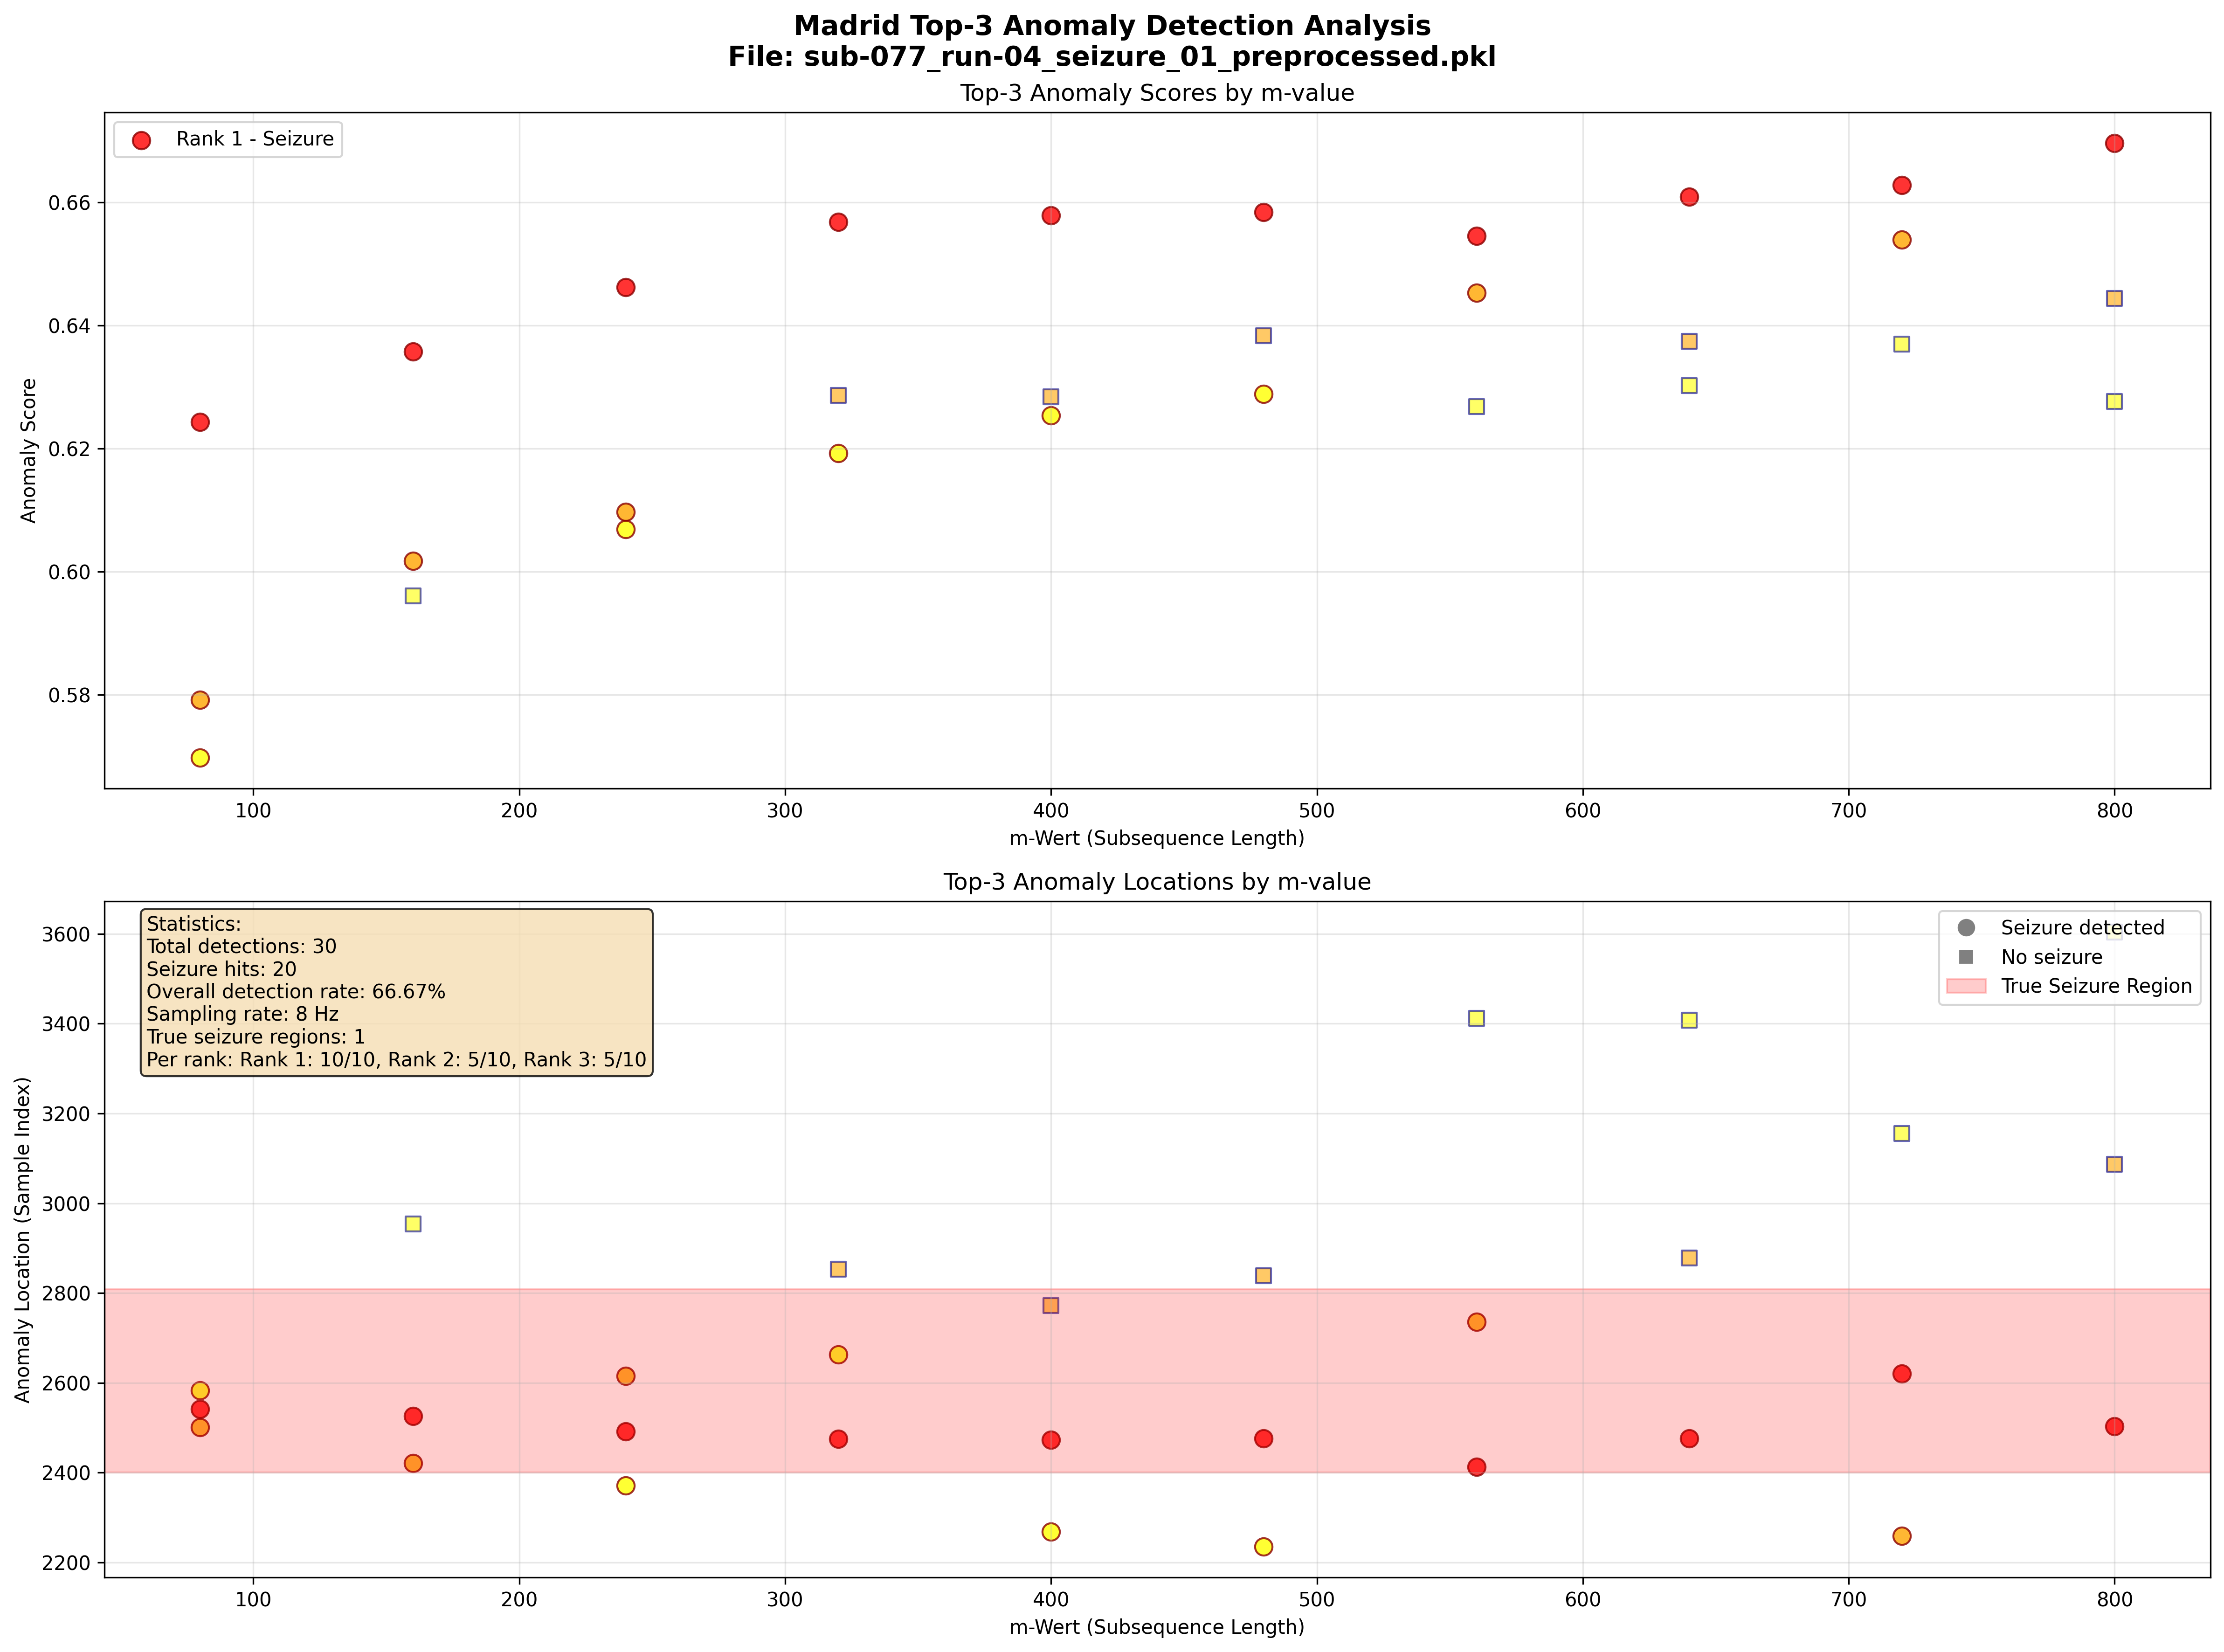 Madrid Top-3 Anomaly Detection Analysis
File: sub-077_run-04_seizure_01_preprocessed.pkl
Top-3 Anomaly Scores by m-value
Rank 1 - Seizure
Anomaly Score
0.66
0.64
0.62
0.60
0.58
100 200 300 400 500 600 700 800
m-Wert (Subsequence Length)
Top-3 Anomaly Locations by m-value
Statistics:
Total detections: 30
Seizure hits: 20
Overall detection rate: 66.67%
Sampling rate: 8 Hz
True seizure regions: 1
Per rank: Rank 1: 10/10, Rank 2: 5/10, Rank 3: 5/10
Seizure detected
No seizure
True Seizure Region
Anomaly Location (Sample Index)
3600
3400
3200
3000
2800
2600
2400
2200
100 200 300 400 500 600 700 800
m-Wert (Subsequence Length)